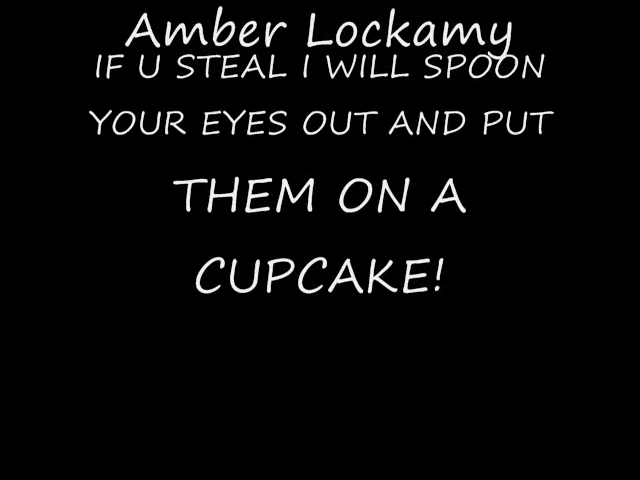 Amber Lockamy
IF U STEAL I WILL SPOON
YOUR EYES OUT AND PUT
THEM ON A
CUPCAKE!